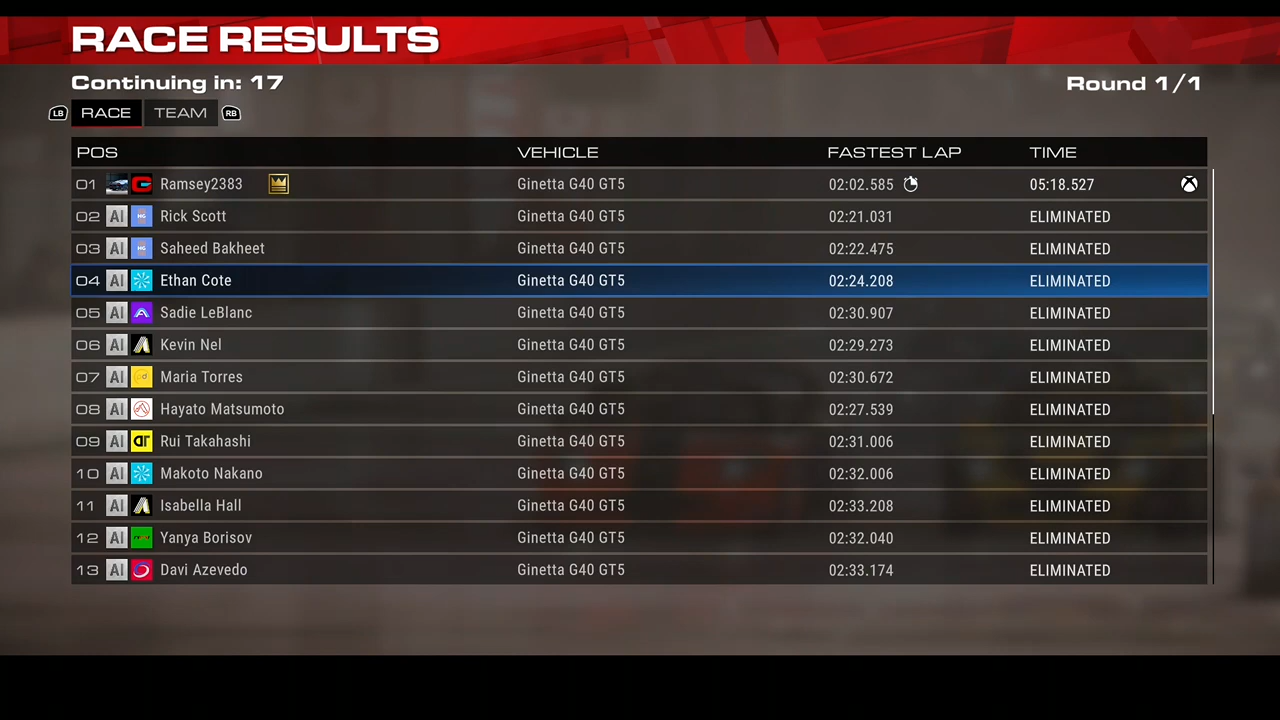 RACE RESULTS
Continuing in: 17 Round 1/1
LB RACE TEAM RB
POS VEHICLE FASTEST LAP TIME
01 Ramsey2383 Ginetta G40 GT5 02:02.585 05:18.527
02 AI HG Rick Scott Ginetta G40 GT5 02:21.031 ELIMINATED
03 AI HG Saheed Bakheet Ginetta G40 GT5 02:22.475 ELIMINATED
04 AI Ethan Cote Ginetta G40 GT5 02:24.208 ELIMINATED
05 AI Sadie LeBlanc Ginetta G40 GT5 02:30.907 ELIMINATED
06 AI Kevin Nel Ginetta G40 GT5 02:29.273 ELIMINATED
07 AI Maria Torres Ginetta G40 GT5 02:30.672 ELIMINATED
08 AI Hayato Matsumoto Ginetta G40 GT5 02:27.539 ELIMINATED
09 AI Rui Takahashi Ginetta G40 GT5 02:31.006 ELIMINATED
10 AI Makoto Nakano Ginetta G40 GT5 02:32.006 ELIMINATED
11 AI Isabella Hall Ginetta G40 GT5 02:33.208 ELIMINATED
12 AI Yanya Borisov Ginetta G40 GT5 02:32.040 ELIMINATED
13 AI Davi Azevedo Ginetta G40 GT5 02:33.174 ELIMINATED